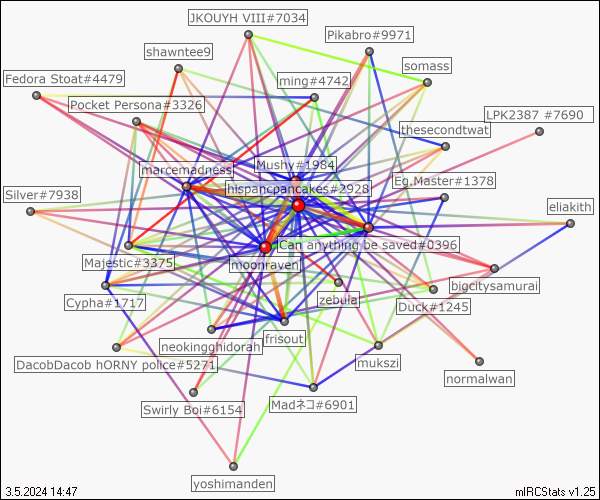 JKOUYH VIII#7034
Pikabro#9971
shawntee9
somass
Fedora Stoat#4479
ming#4742
Pocket Persona#3326
LPK2387 #7690
thesecondtwat
Mushy#1984
marcemadness
Eg.Master#1378
hispancpancakes#2928
Silver#7938
eliakith
Can anything be saved#0396
Majestic#3375
moonraven
bigcitysamurai
Cypha#1717
zebula
Duck#1245
frisout
neokingghidorah
mukszi
DacobDacob hORNY police#5271
normalwan
Swirly Boi#6154
Madネコ#6901
yoshimanden
3.5.2024 14:47
mIRCStats v1.25